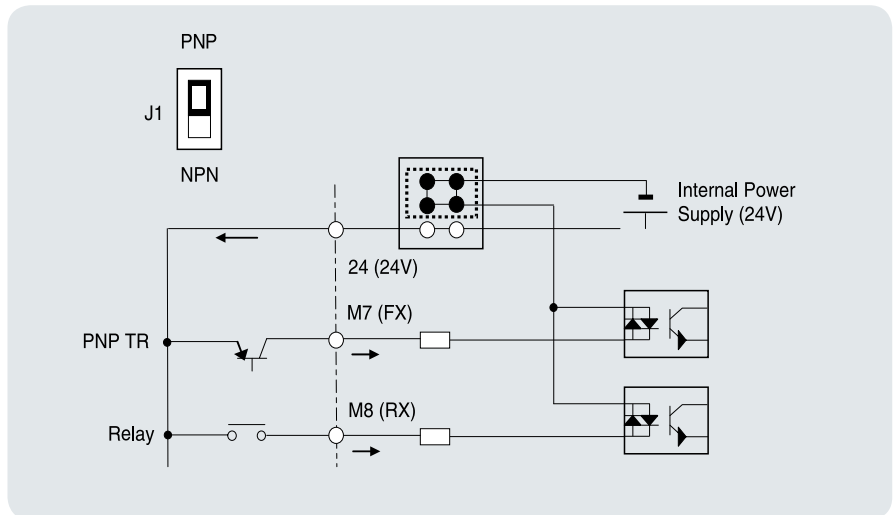 PNP
J1
NPN
Internal Power
Supply (24V)
24 (24V)
M7 (FX)
PNP TR
M8 (RX)
Relay